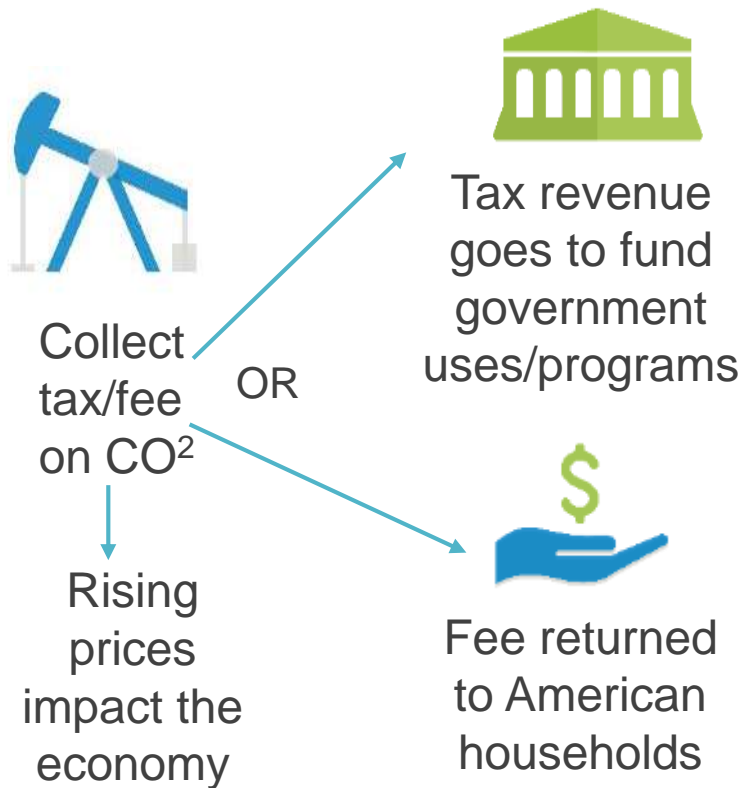 Collect
tax/fee
on CO²
OR
Tax revenue
goes to fund
government
uses/programs
Rising
prices
impact the
economy
Fee returned
to American
households